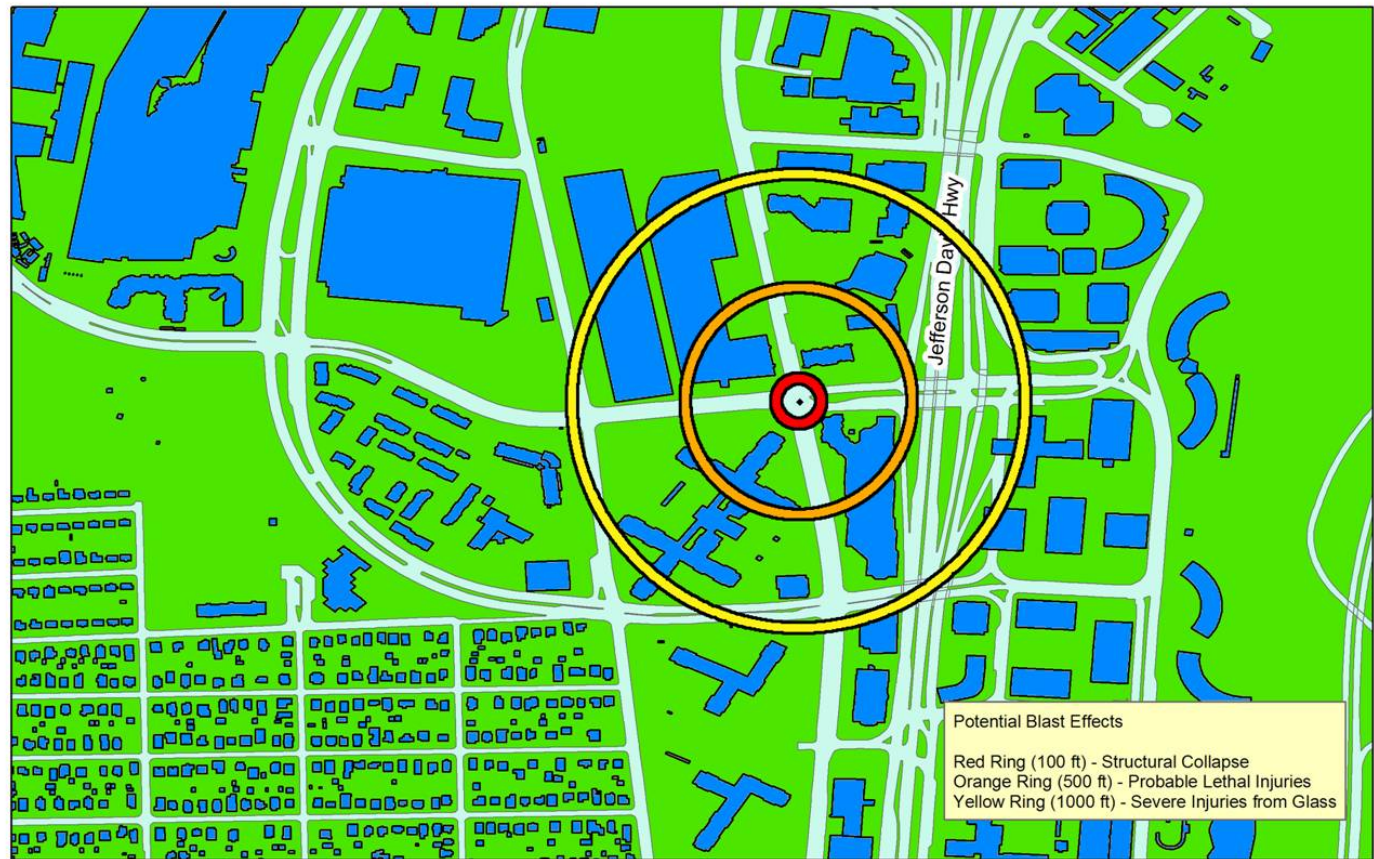 Jefferson Davis Hwy
Potential Blast Effects
Red Ring (100 ft) - Structural Collapse
Orange Ring (500 ft) - Probable Lethal Injuries
Yellow Ring (1000 ft) - Severe Injuries from Glass